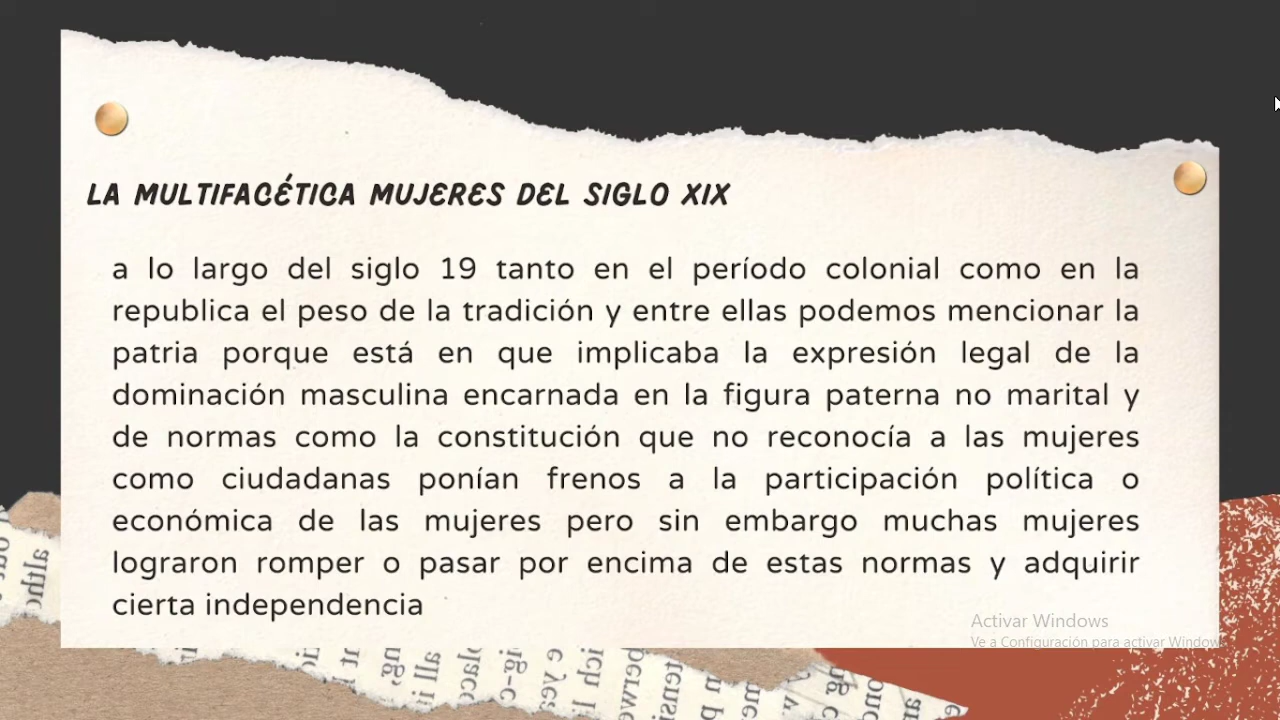 LA MULTIFACÉTICA MUJERES DEL SIGLO XIX
a lo largo del siglo 19 tanto en el período colonial como en la
republica el peso de la tradición y entre ellas podemos mencionar la
patria porque está en que implicaba la expresión legal de la
dominación masculina encarnada en la figura paterna no marital y
de normas como la constitución que no reconocía a las mujeres
como ciudadanas ponían frenos a la participación política o
económica de las mujeres pero sin embargo muchas mujeres
lograron romper o pasar por encima de estas normas y adquirir
cierta independencia
Activar Windows
Ve a Configuración para activar Windows